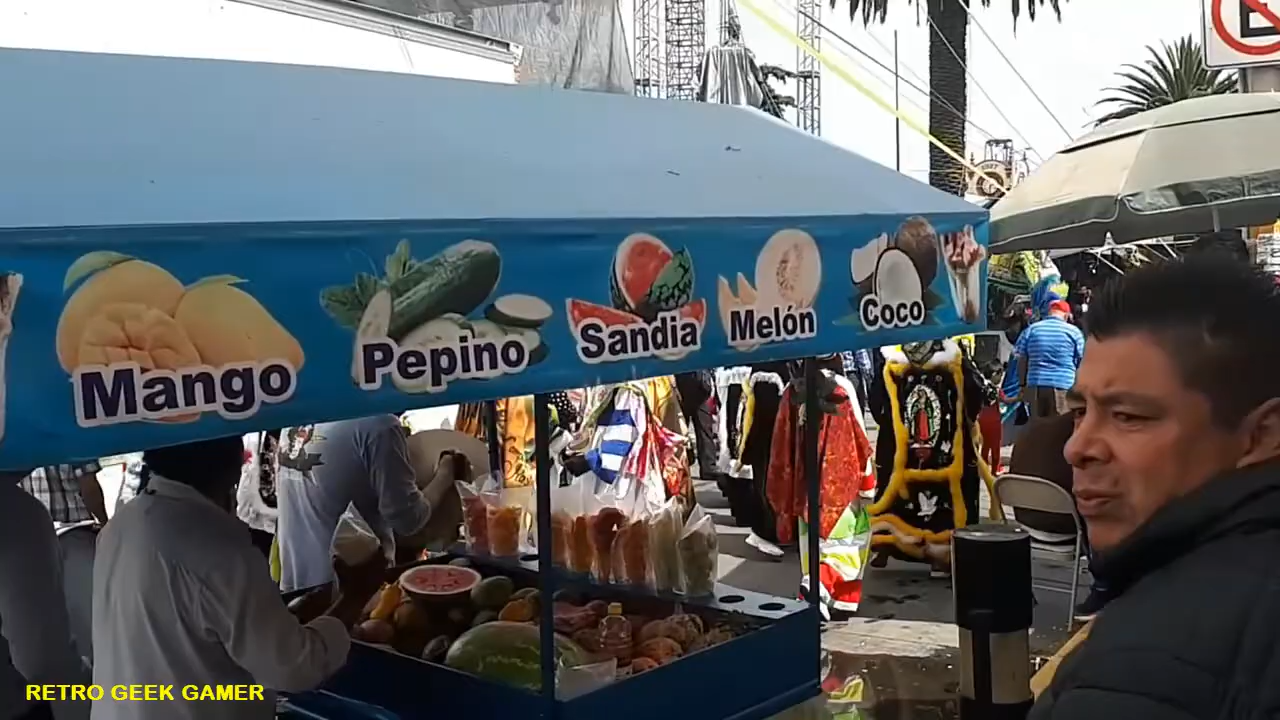 E
Mango
Pepino
Sandia
Melón
Coco
RETRO GEEK GAMER